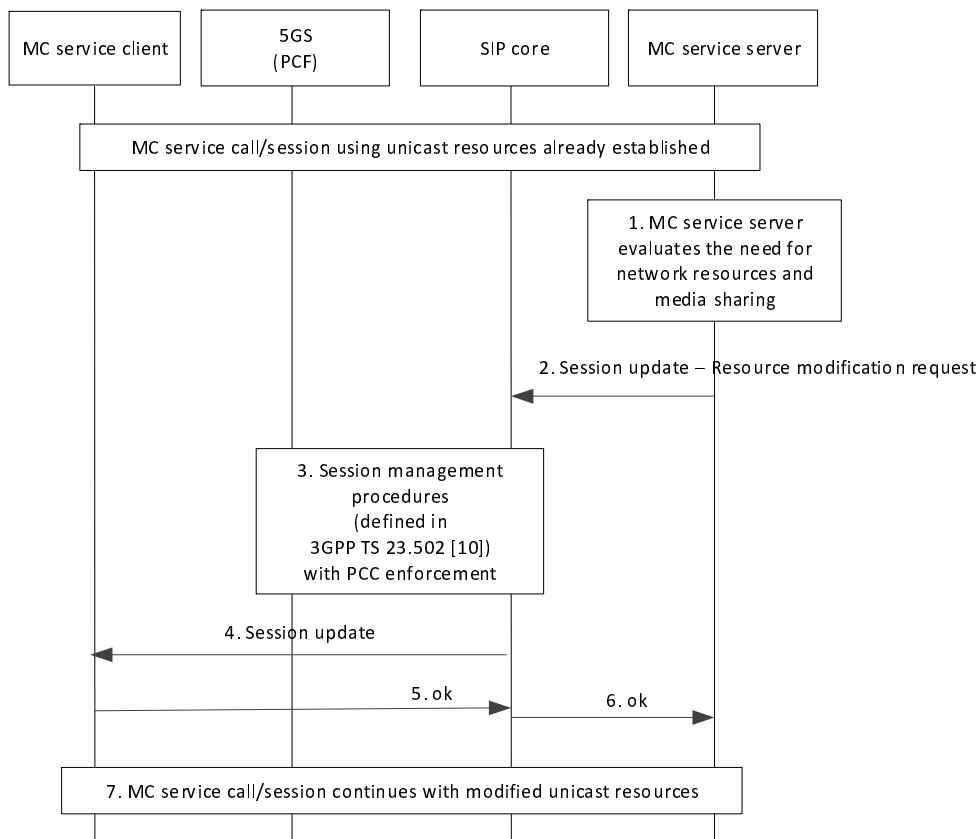 MC service client
5GS
(PCF)
SIP core
MC service server
MC service call/session using unicast resources already established
1. MC service server
evaluates the need for
network resources and
media sharing
2. Session update – Resource modification request
3. Session management
procedures
(defined in
3GPP TS 23.502 [10])
with PCC enforcement
4. Session update
5. ok
6. ok
7. MC service call/session continues with modified unicast resources